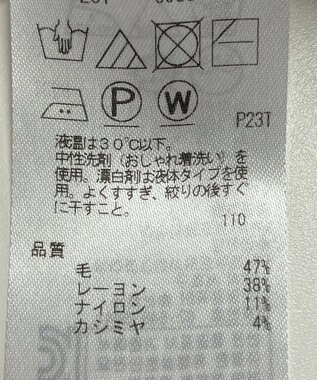 P W
P23T
液温は30℃以下。
中性洗剤(おしゃれ着洗い)を
使用。漂白剤は液体タイプを使
用。よくすすぎ、絞りの後すぐ
に干すこと。
110
品質
毛 47%
レーヨン 38%
ナイロン 11%
カシミヤ 4%